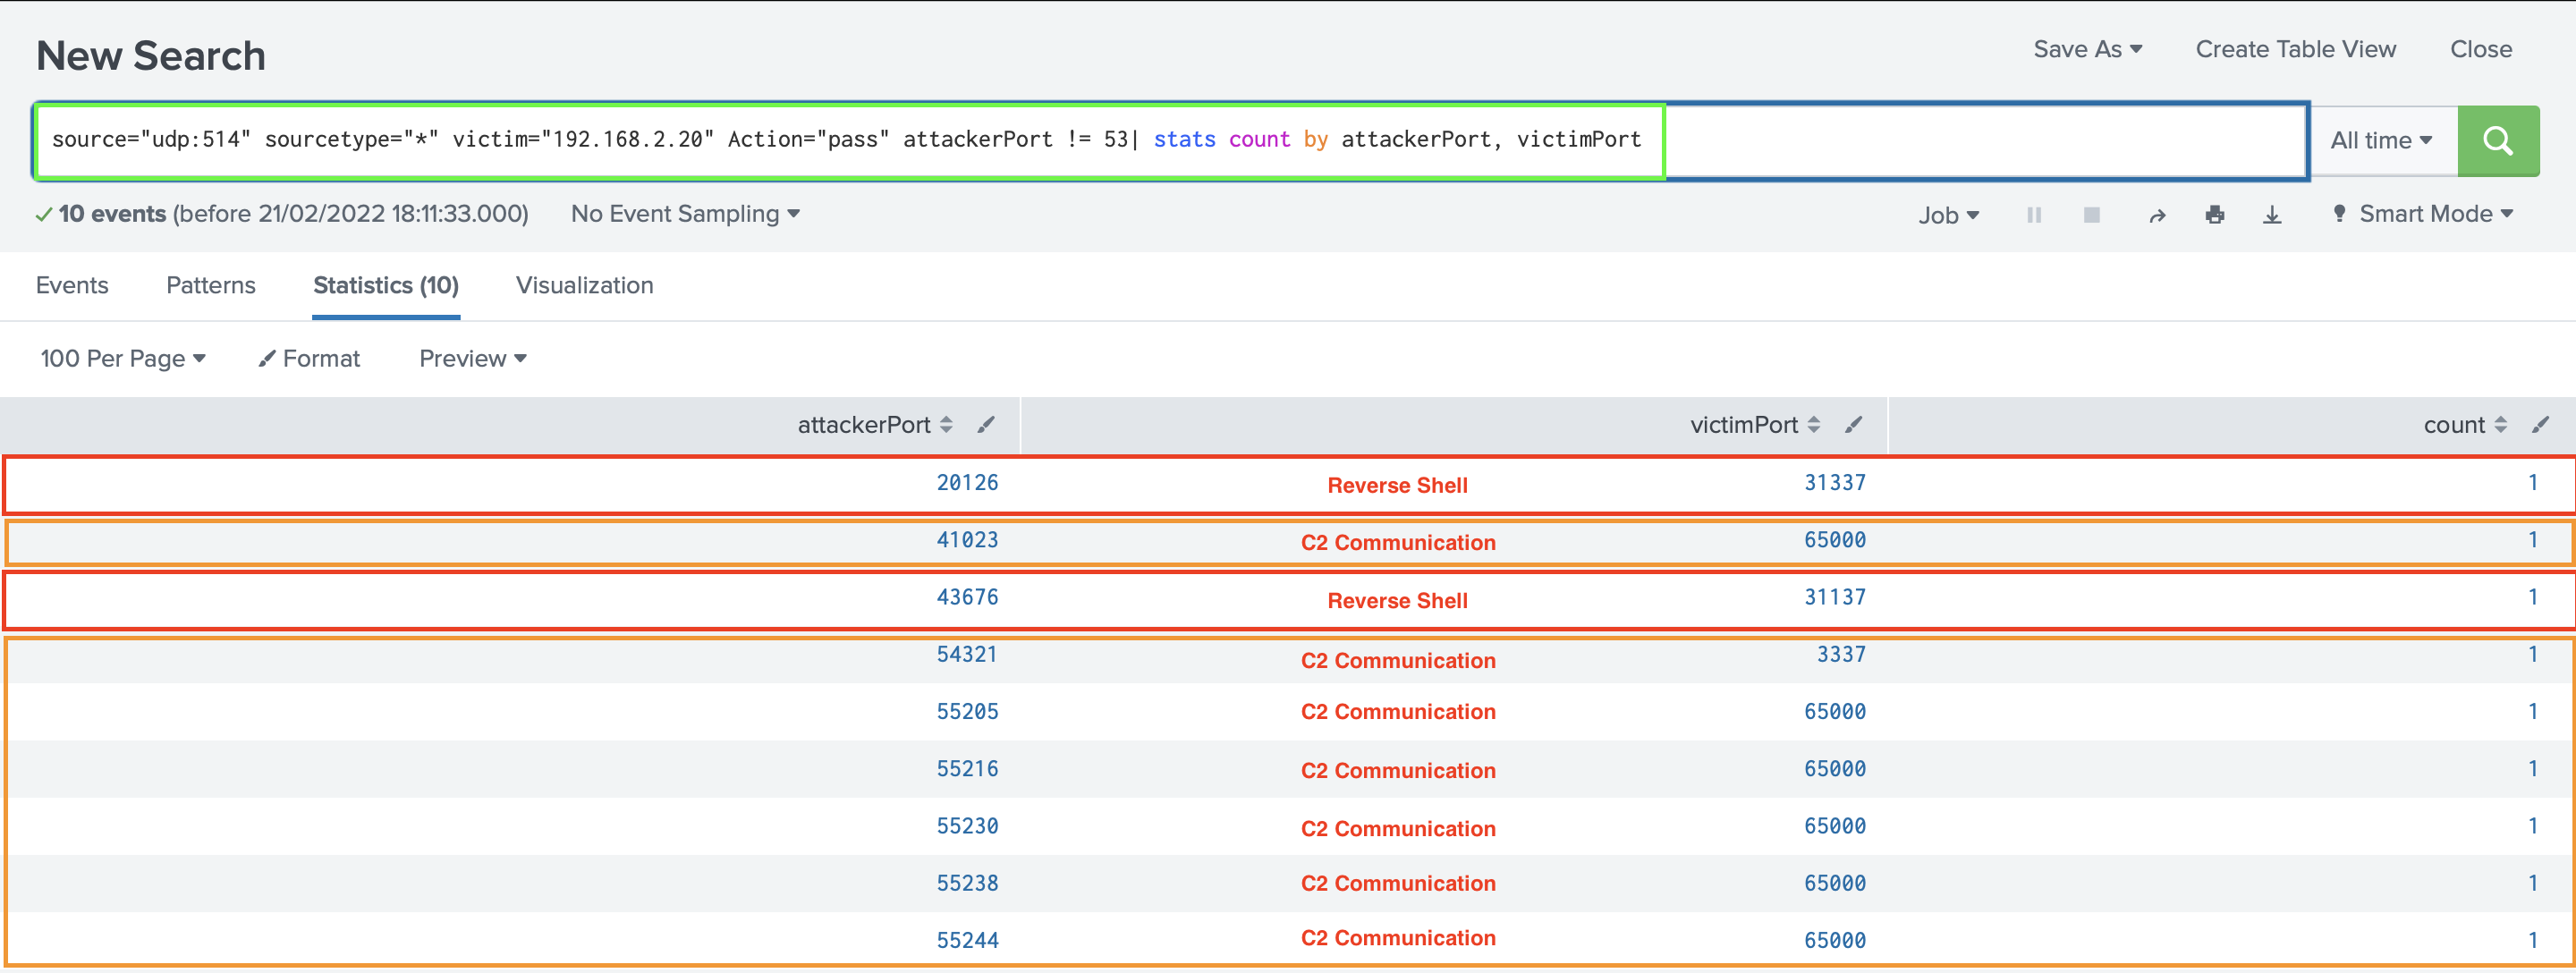 New Search
Save As Create Table View Close
source="udp:514" sourcetype="*" victim="192.168.2.20" Action="pass" attackerPort != 53| stats count by attackerPort, victimPort
All time
10 events (before 21/02/2022 18:11:33.000) No Event Sampling
Job Smart Mode
Events Patterns Statistics (10) Visualization
100 Per Page Format Preview
attackerPort victimPort count
20126 Reverse Shell 31337 1
41023 C2 Communication 65000 1
43676 Reverse Shell 31137 1
54321 C2 Communication 3337 1
55205 C2 Communication 65000 1
55216 C2 Communication 65000 1
55230 C2 Communication 65000 1
55238 C2 Communication 65000 1
55244 C2 Communication 65000 1